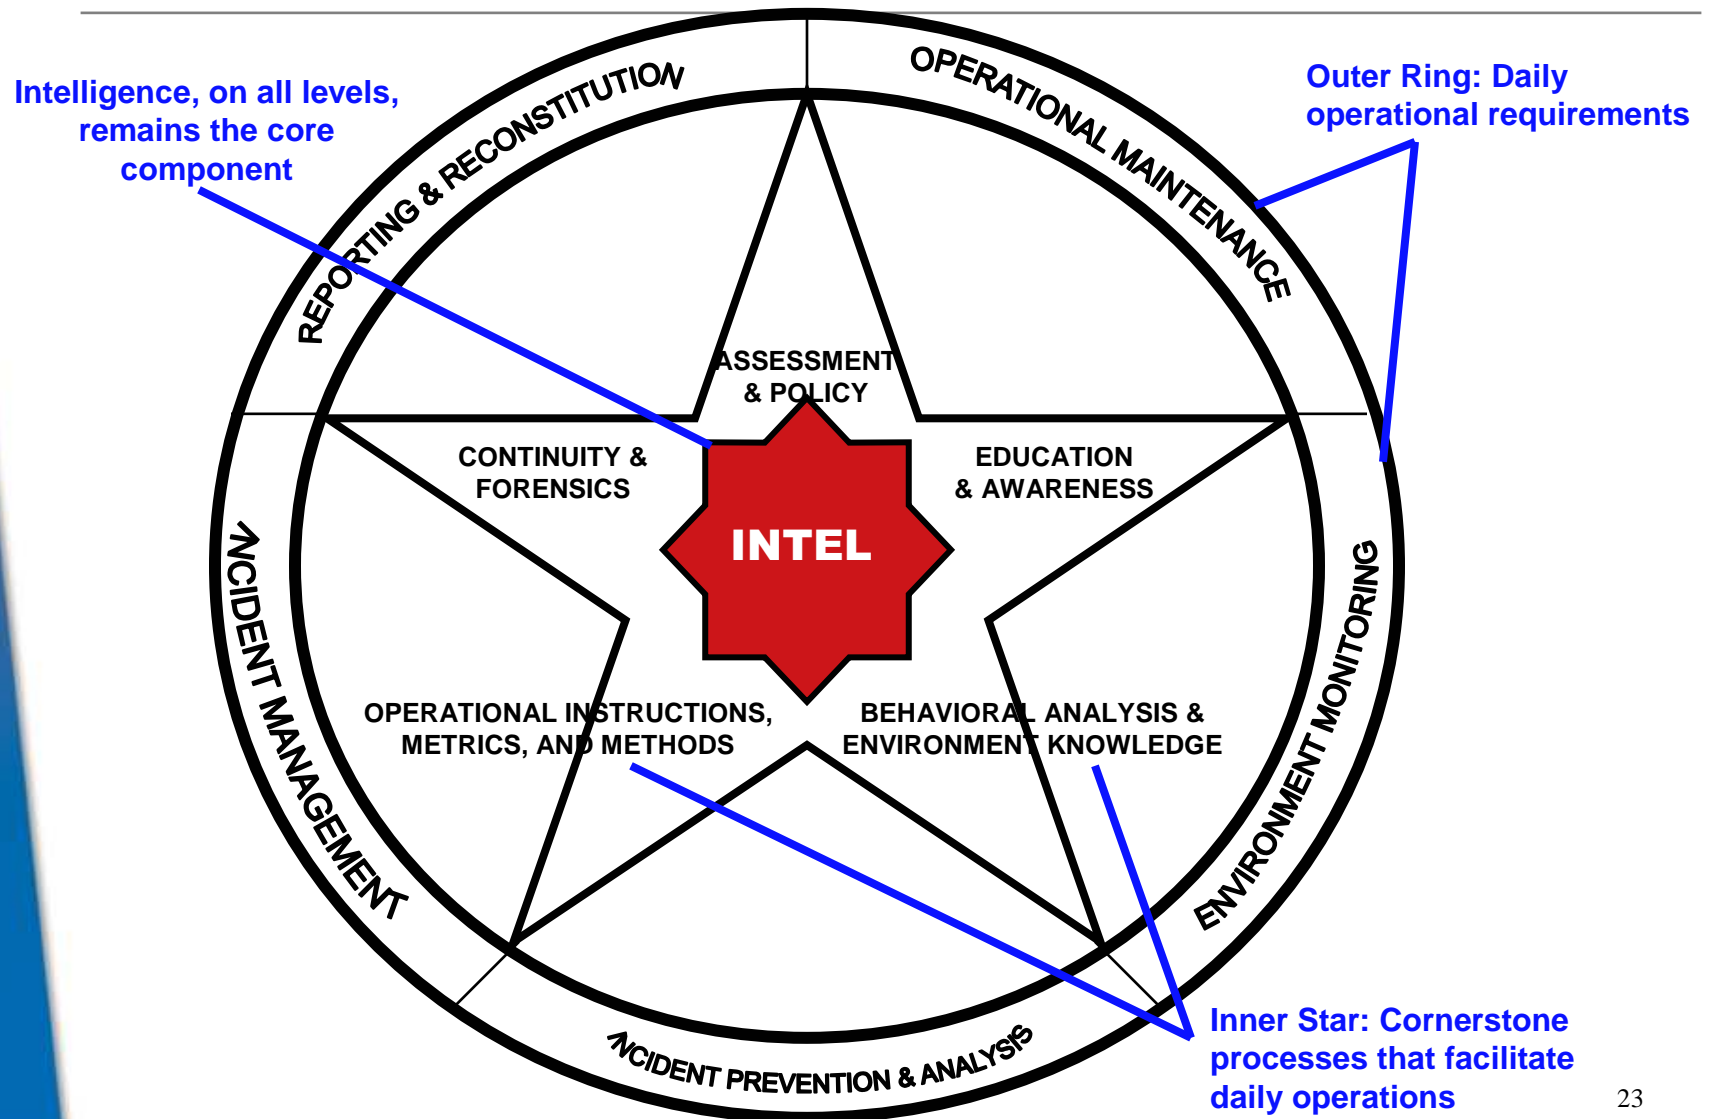 Intelligence, on all levels,
remains the core
component
Outer Ring: Daily
operational requirements
REPORTING & RECONSTITUTION
OPERATIONAL MAINTENANCE
ASSESSMENT
& POLICY
CONTINUITY &
FORENSICS
EDUCATION
& AWARENESS
INTEL
INCIDENT MANAGEMENT
ENVIRONMENT MONITORING
OPERATIONAL INSTRUCTIONS,
METRICS, AND METHODS
BEHAVIORAL ANALYSIS &
ENVIRONMENT KNOWLEDGE
INCIDENT PREVENTION & ANALYSIS
Inner Star: Cornerstone
processes that facilitate
daily operations
23